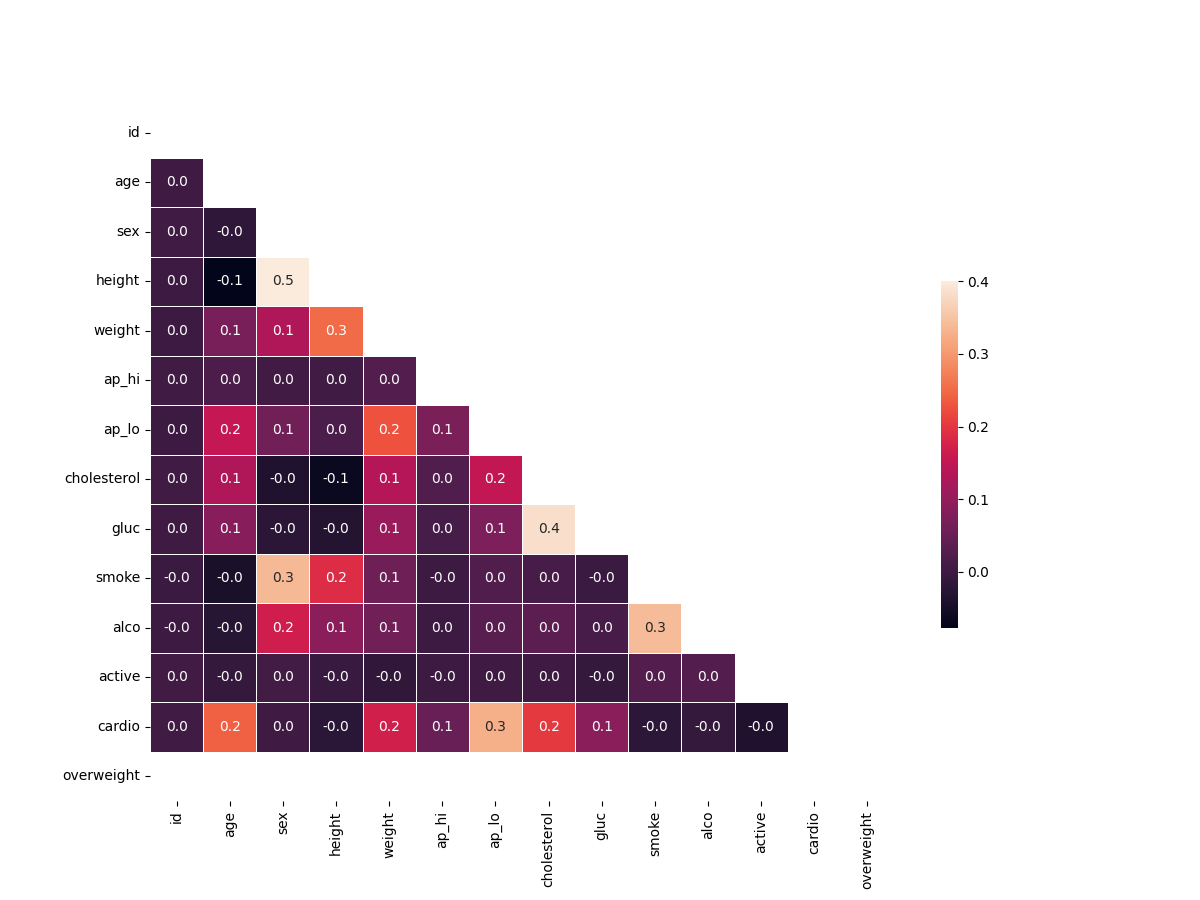 id
age 0.0
sex 0.0 -0.0
height 0.0 -0.1 0.5
weight 0.0 0.1 0.1 0.3
ap_hi 0.0 0.0 0.0 0.0 0.0
ap_lo 0.0 0.2 0.1 0.0 0.2 0.1
cholesterol 0.0 0.1 -0.0 -0.1 0.1 0.0 0.2
gluc 0.0 0.1 -0.0 -0.0 0.1 0.0 0.1 0.4
smoke -0.0 -0.0 0.3 0.2 0.1 -0.0 0.0 0.0 -0.0
alco -0.0 -0.0 0.2 0.1 0.1 0.0 0.0 0.0 0.0 0.3
active 0.0 -0.0 0.0 -0.0 -0.0 -0.0 0.0 0.0 -0.0 0.0 0.0
cardio 0.0 0.2 0.0 -0.0 0.2 0.1 0.3 0.2 0.1 -0.0 -0.0 -0.0
overweight
id age sex height weight ap_hi ap_lo cholesterol gluc smoke alco active cardio overweight
0.4
0.3
0.2
0.1
0.0